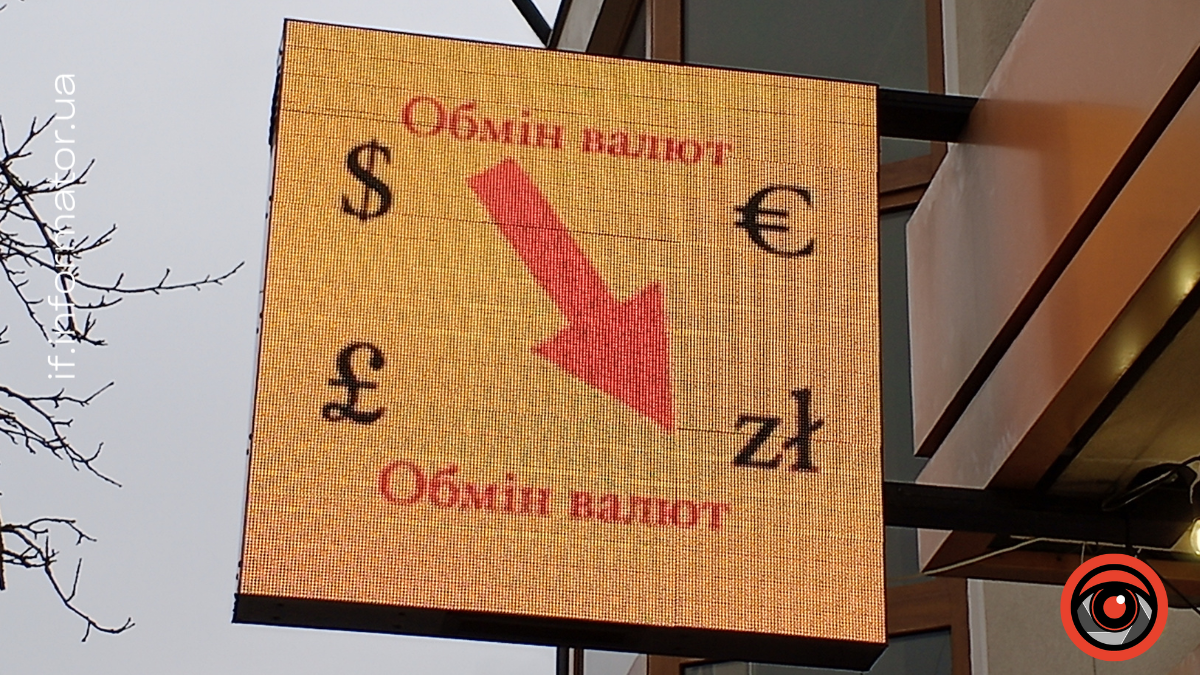 Обмін валют
$ €
£ zł
Обмін валют
if.informator.ua